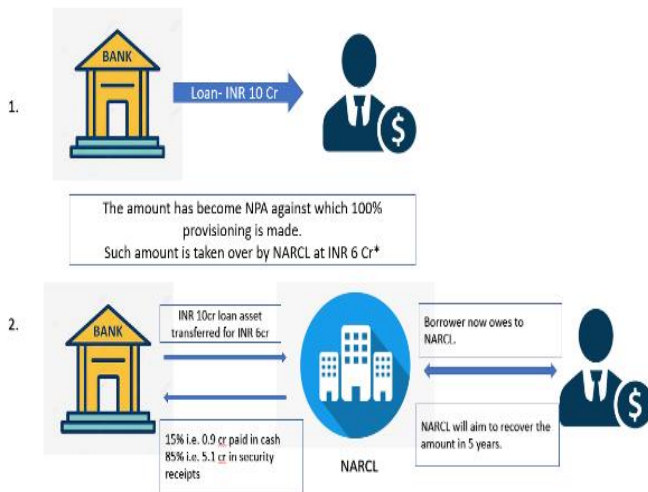 1.
BANK
Loan- INR 10 Cr
$
The amount has become NPA against which 100%
provisioning is made.
Such amount is taken over by NARCL at INR 6 Cr*
2.
BANK
INR 10cr loan asset
transferred for INR 6cr
Borrower now owes to
NARCL.
$
15% i.e. 0.9 cr paid in cash
85% i.e. 5.1 cr in security
receipts
NARCL
NARCL will aim to recover the
amount in 5 years.